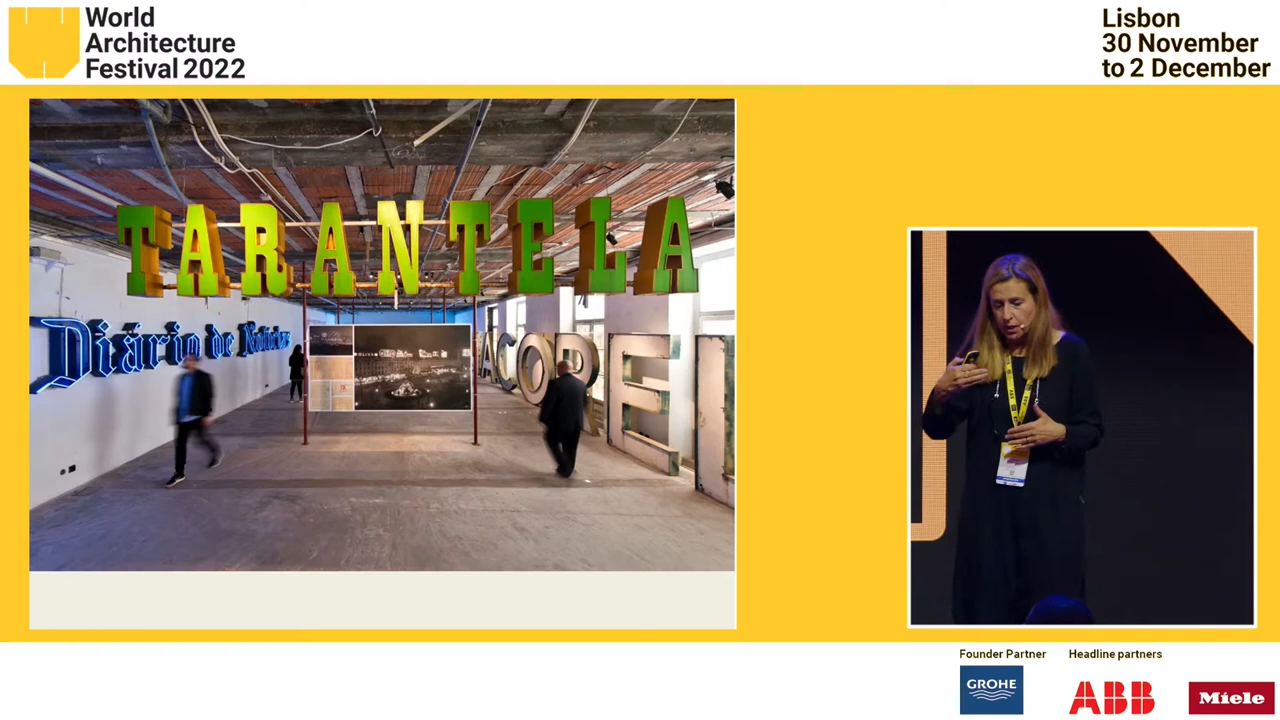 World
Architecture
Festival 2022
Lisbon
30 November
to 2 December
TARANTELA
Diário de Notícias
Founder Partner
Headline partners
GROHE
ABB
Miele